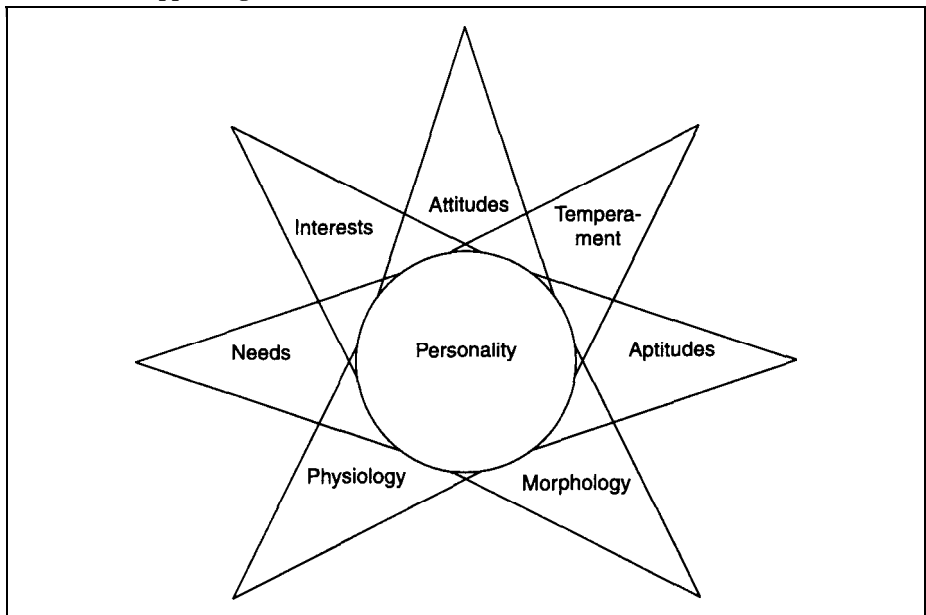 Attitudes
Interests
Tempera-
ment
Needs
Personality
Aptitudes
Physiology
Morphology